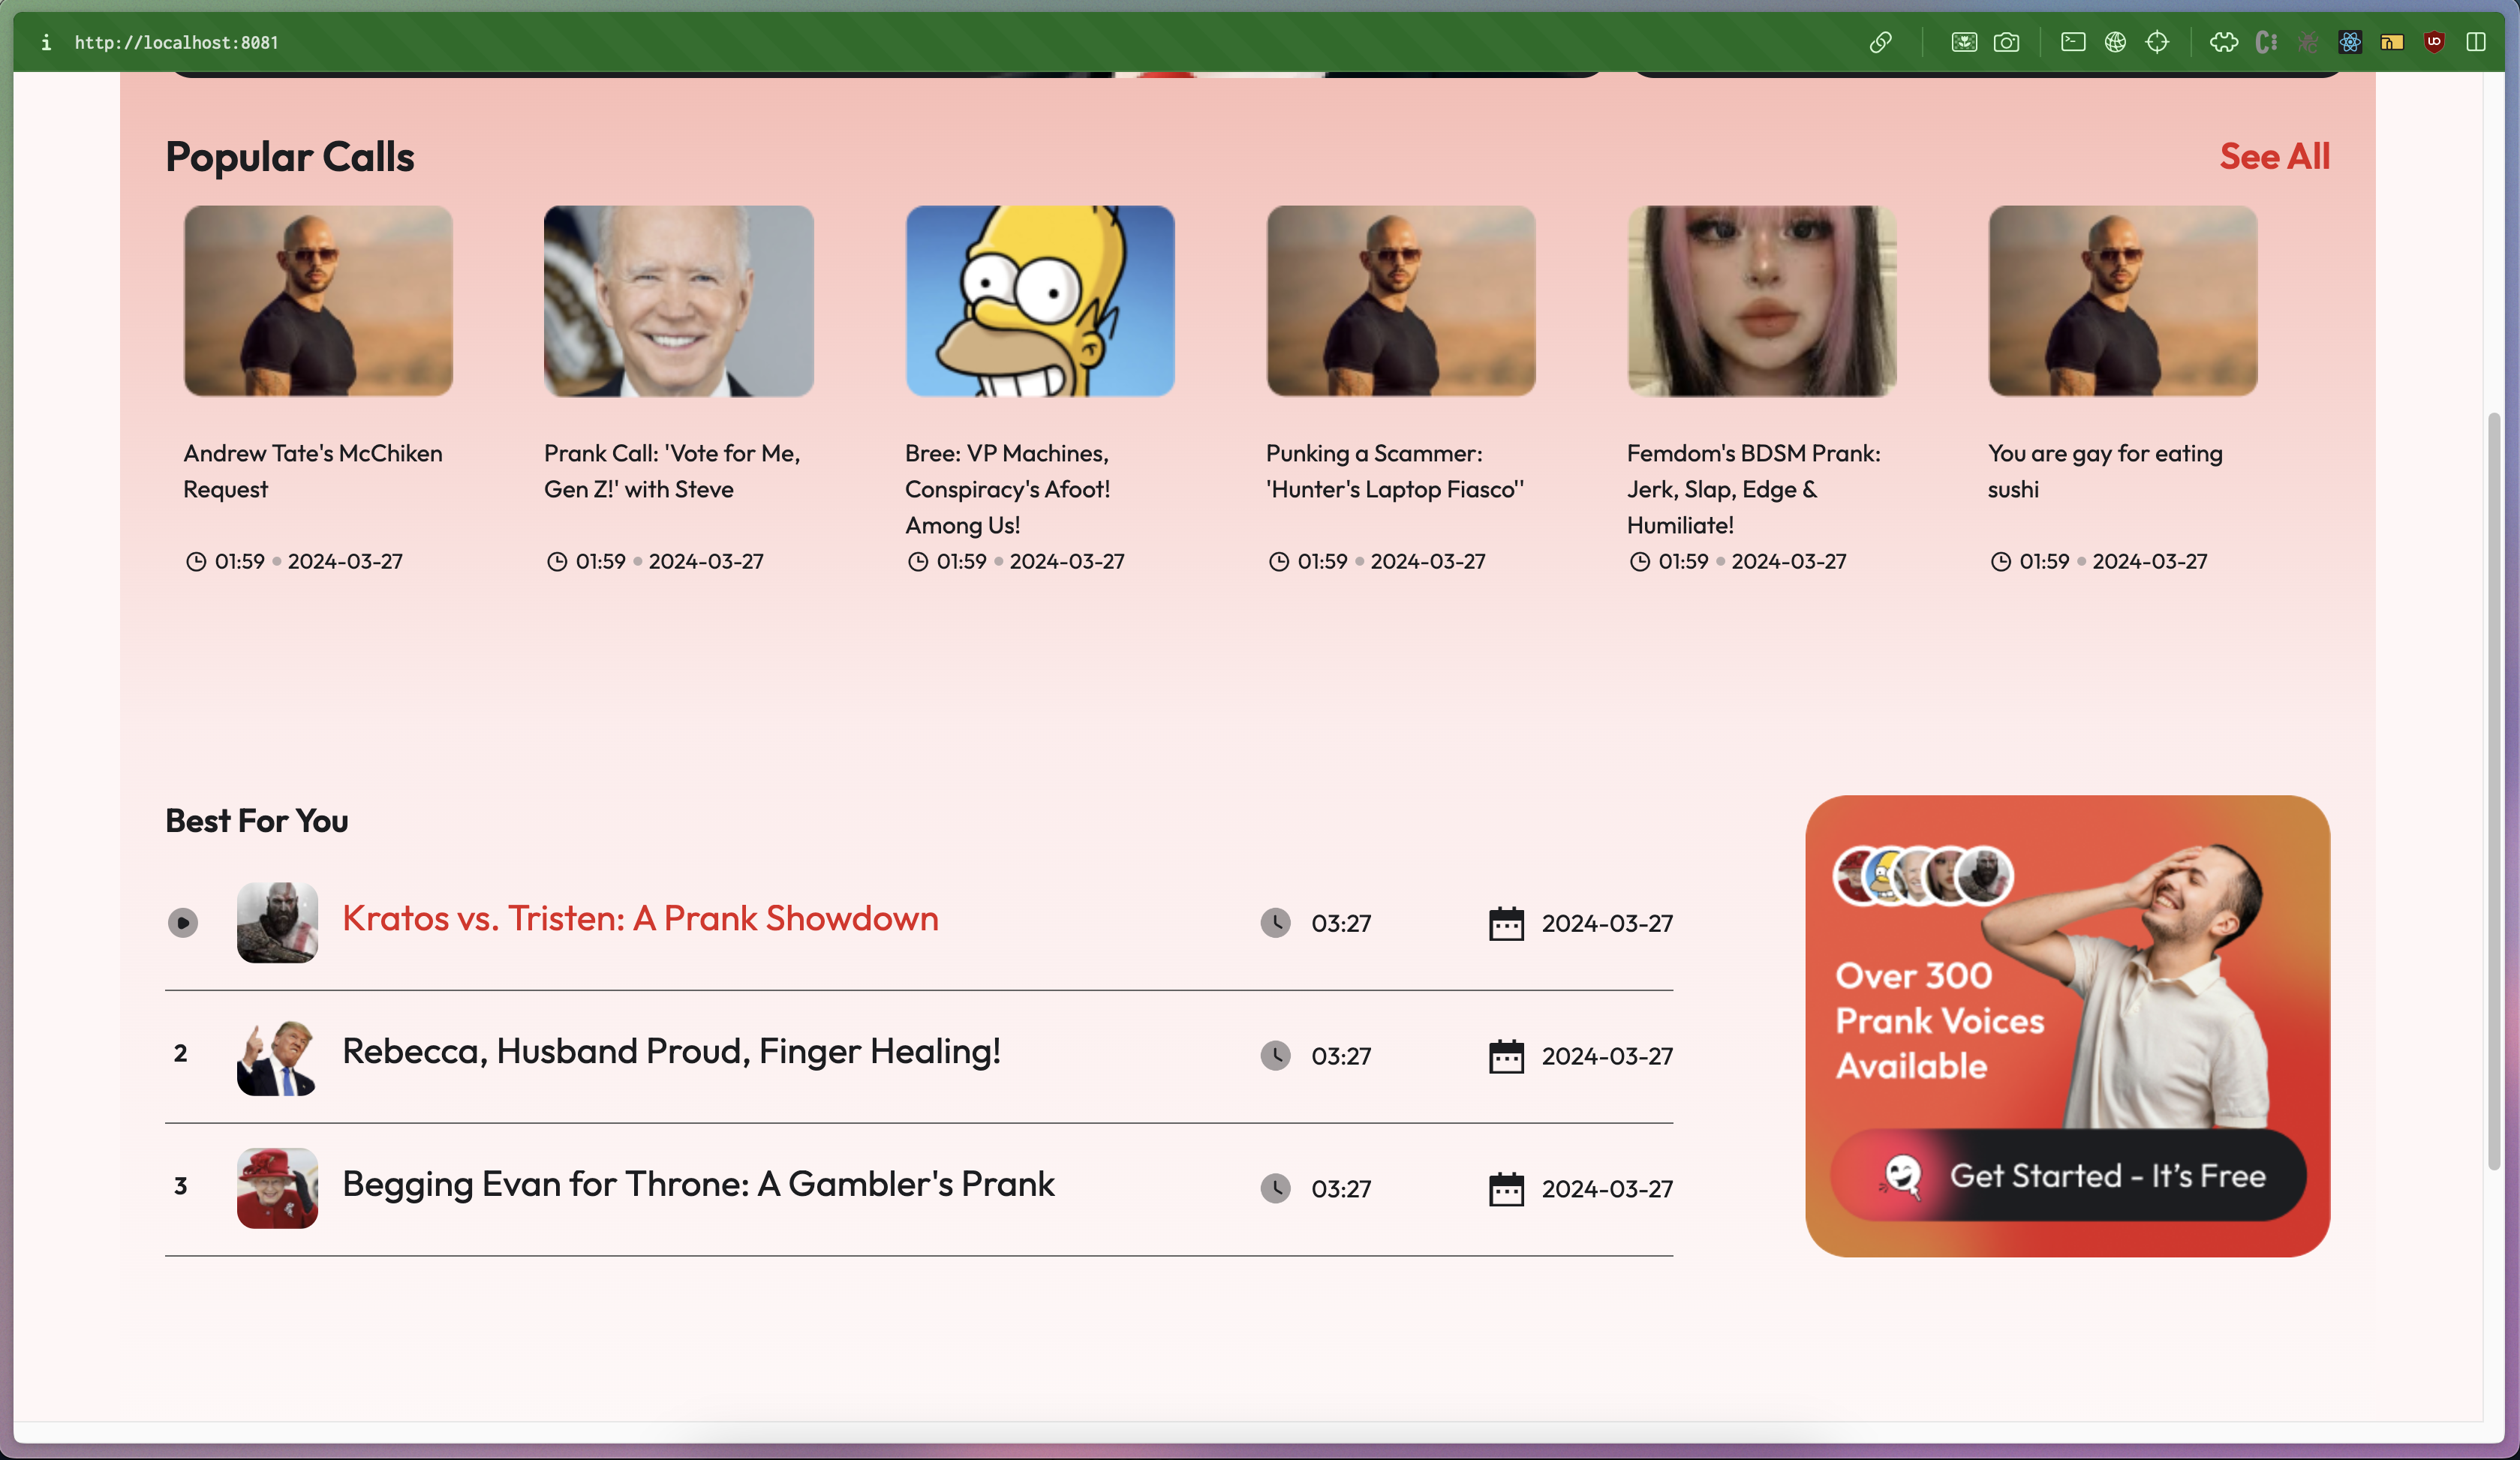 http://localhost:8081
Popular Calls
See All
Andrew Tate's McChiken
Request
01:59 • 2024-03-27
Prank Call: 'Vote for Me,
Gen Z!' with Steve
01:59 • 2024-03-27
Bree: VP Machines,
Conspiracy's Afoot!
Among Us!
01:59 • 2024-03-27
Punking a Scammer:
'Hunter's Laptop Fiasco''
01:59 • 2024-03-27
Femdom's BDSM Prank:
Jerk, Slap, Edge &
Humiliate!
01:59 • 2024-03-27
You are gay for eating
sushi
01:59 • 2024-03-27
Best For You
Kratos vs. Tristen: A Prank Showdown
03:27
2024-03-27
2
Rebecca, Husband Proud, Finger Healing!
03:27
2024-03-27
3
Begging Evan for Throne: A Gambler's Prank
03:27
2024-03-27
Over 300
Prank Voices
Available
Get Started - It’s Free